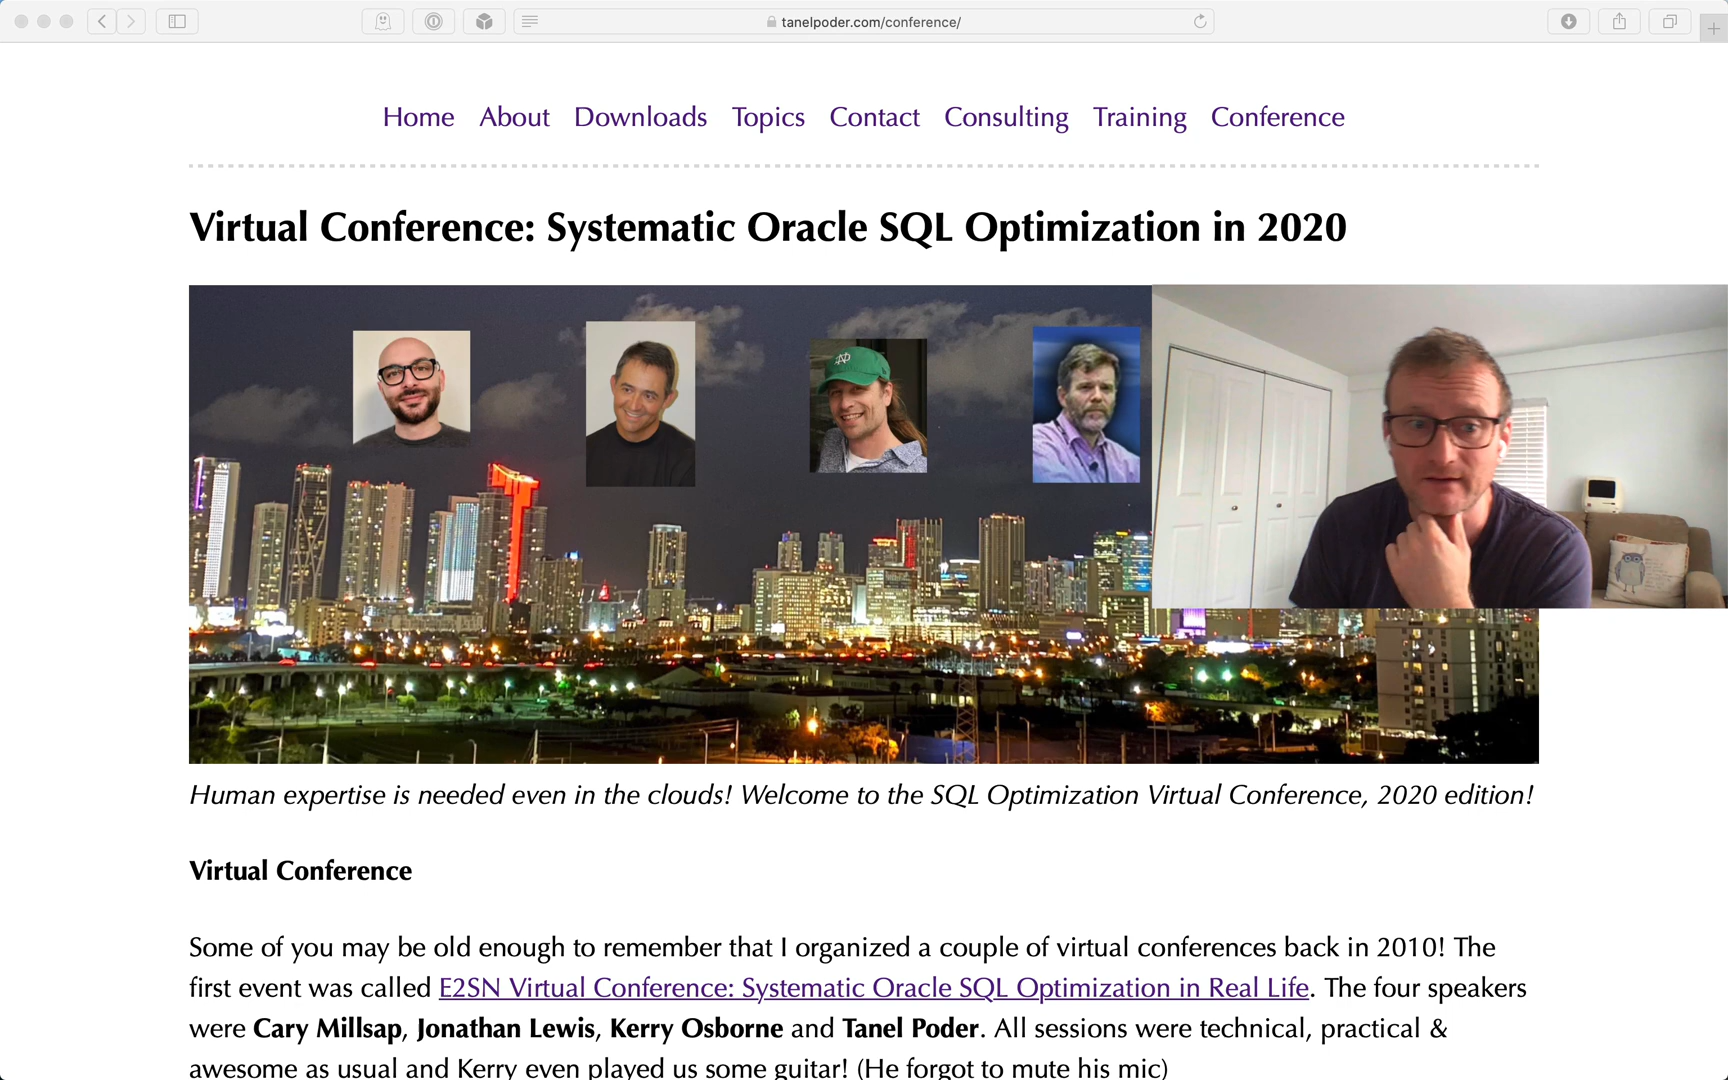 tanelpoder.com/conference/
Home About Downloads Topics Contact Consulting Training Conference
Virtual Conference: Systematic Oracle SQL Optimization in 2020
Human expertise is needed even in the clouds! Welcome to the SQL Optimization Virtual Conference, 2020 edition!
Virtual Conference
Some of you may be old enough to remember that I organized a couple of virtual conferences back in 2010! The
first event was called E2SN Virtual Conference: Systematic Oracle SQL Optimization in Real Life. The four speakers
were Cary Millsap, Jonathan Lewis, Kerry Osborne and Tanel Poder. All sessions were technical, practical &
awesome as usual and Kerry even played us some guitar! (He forgot to mute his mic)